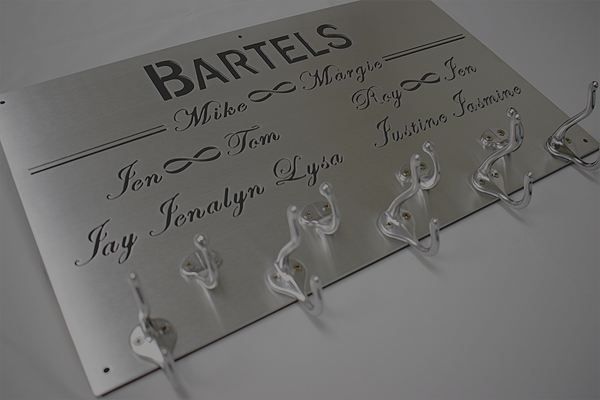 BARTELS
Mike ∞ Margie
Jen ∞ Tom
Roy ∞ Jen
Jay Jenalyn Lysa
Justine Jasmine